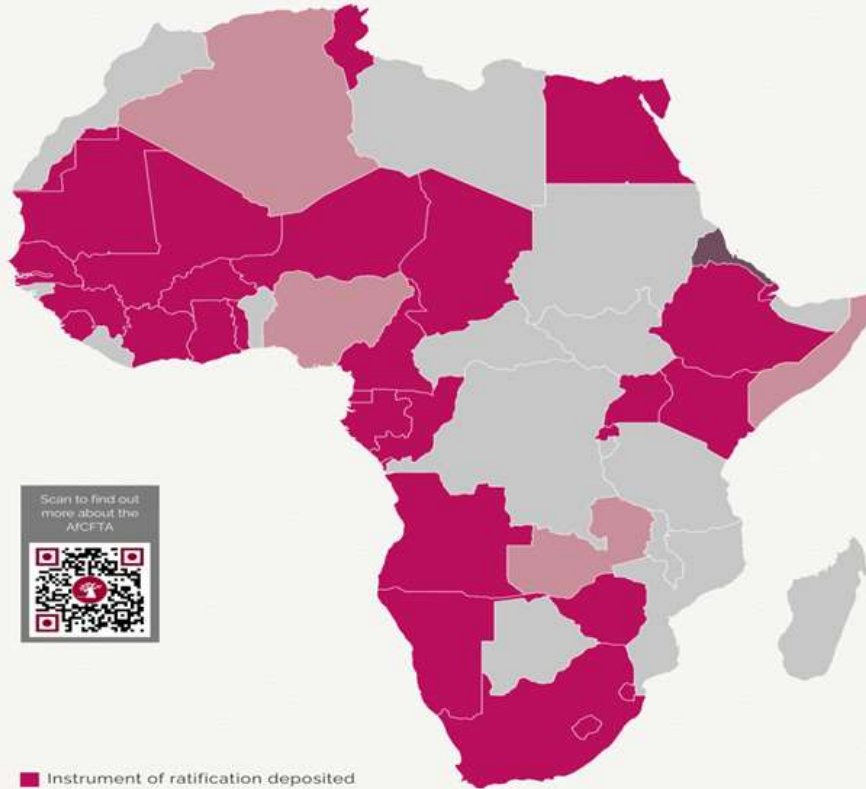 Scan to find out
more about the
AfCFTA
Instrument of ratification deposited